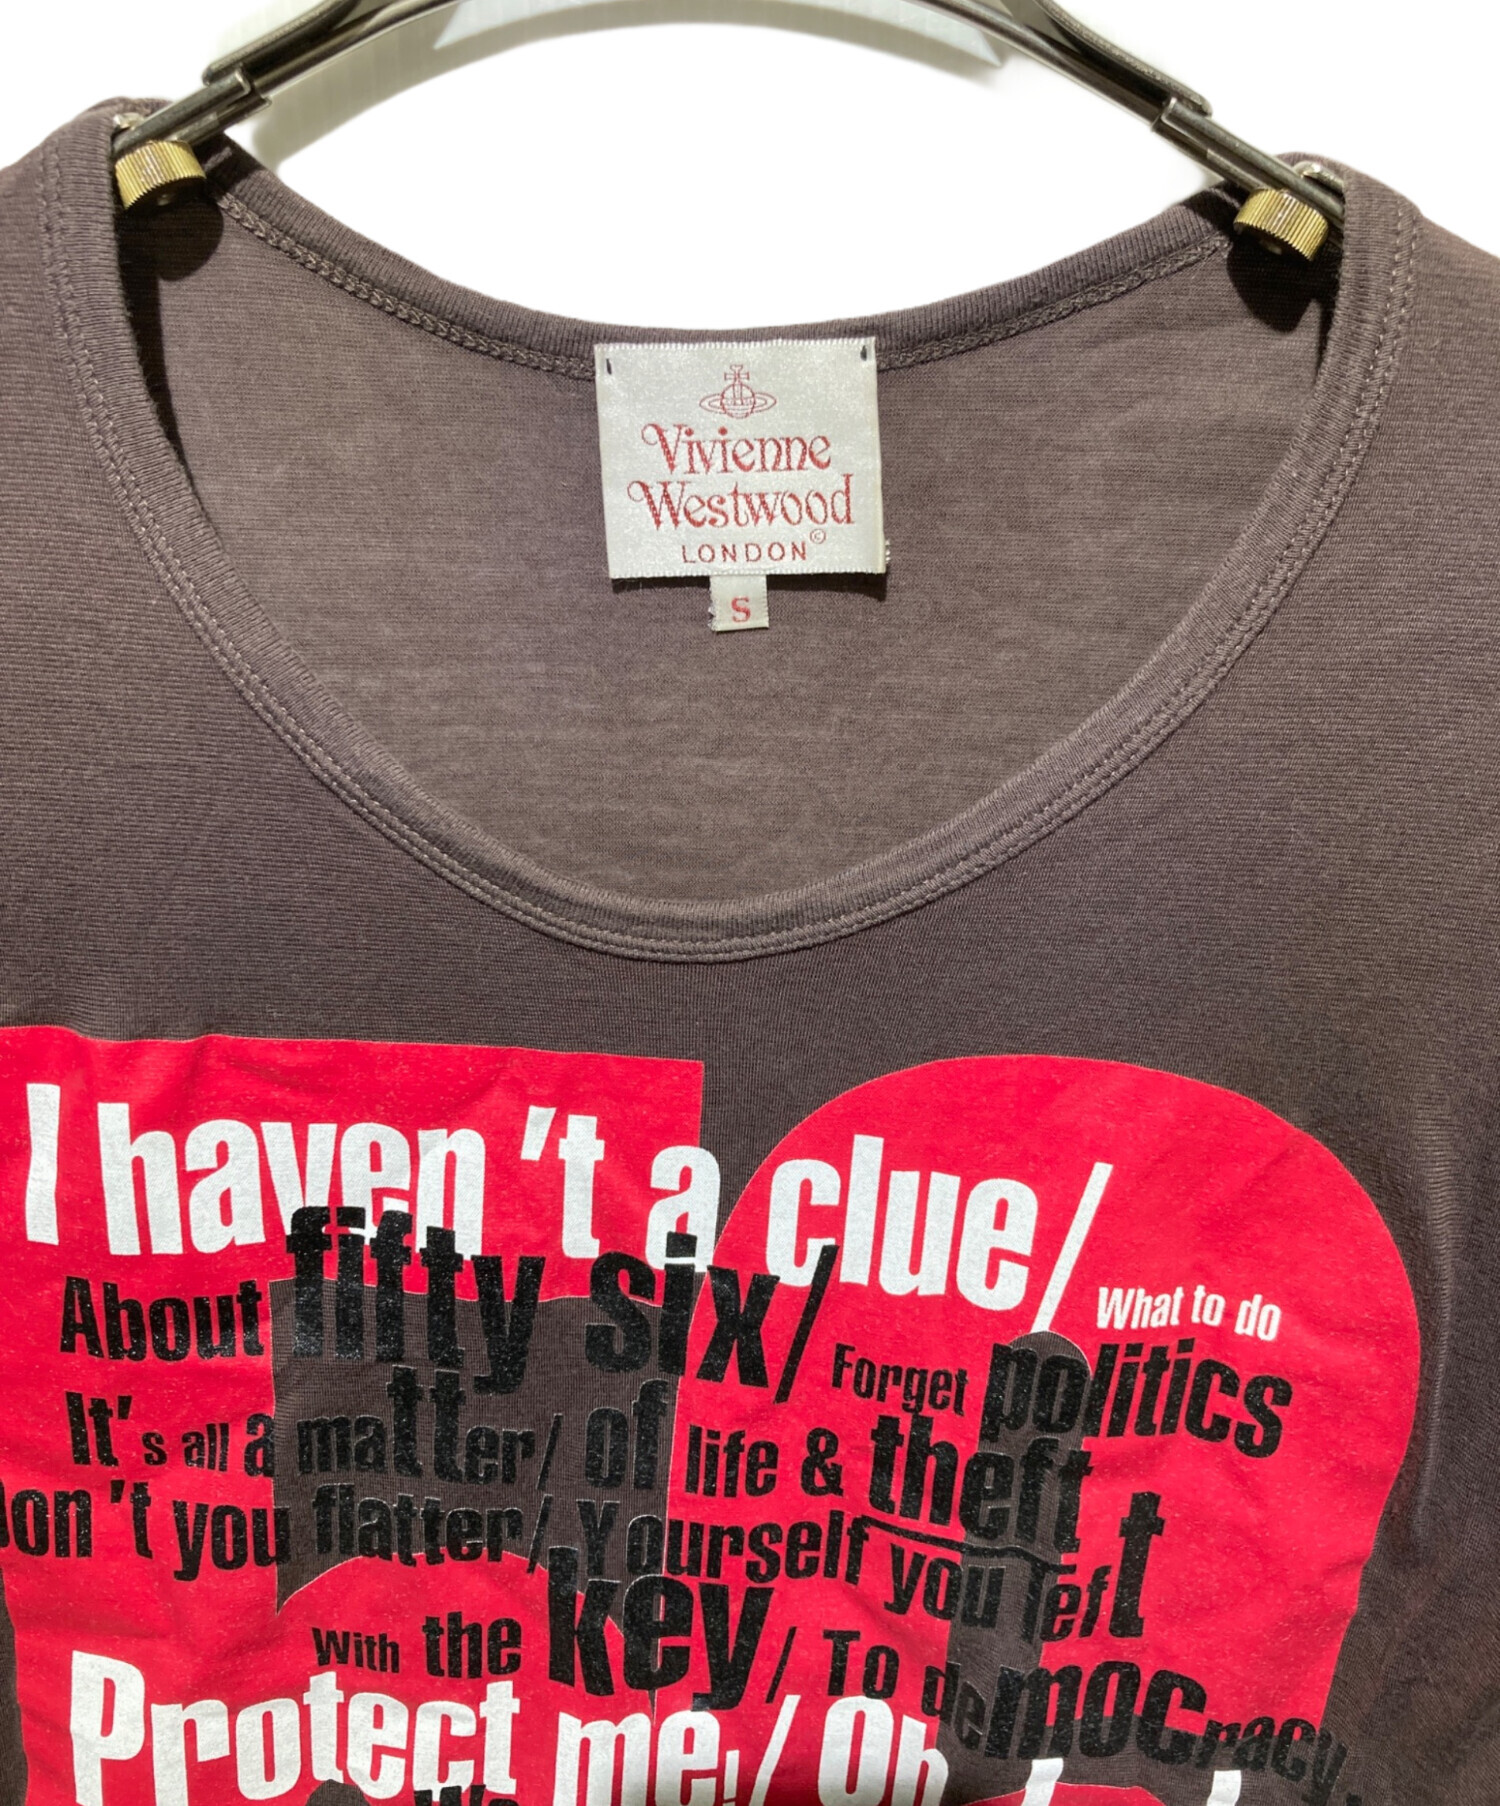 Vivienne
Westwood
LONDON©
S
I haven't a clue/ What to do
About fifty six/ Forget politics
It's all a matter/ of life & theft
Don't you flatter/ Yourself you left
With the key/ To democracy,
Protect me!/ Oh